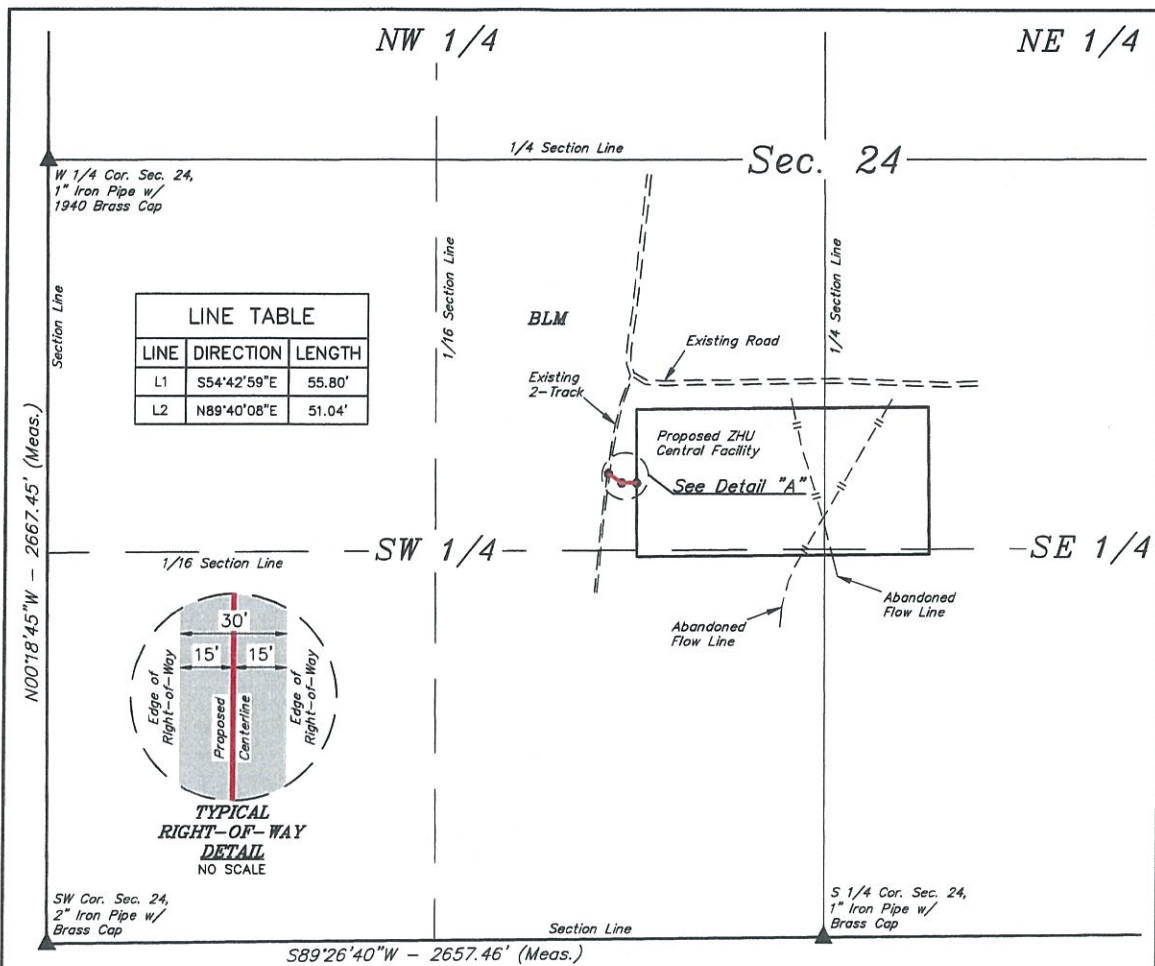 NW 1/4
NE 1/4
1/4 Section Line
Sec. 24
W 1/4 Cor. Sec. 24,
1" Iron Pipe w/
1940 Brass Cap
Section Line
1/16 Section Line
1/4 Section Line
LINE TABLE
LINE DIRECTION LENGTH
L1 S54°42'59"E 55.80'
L2 N89°40'08"E 51.04'
BLM
Existing Road
Existing
2-Track
Proposed ZHU
Central Facility
See Detail "A"
N00°18'45"W - 2667.45' (Meas.)
SW 1/4
SE 1/4
1/16 Section Line
Abandoned
Flow Line
Abandoned
Flow Line
30'
15' 15'
Edge of
Right-of-Way
Proposed
Centerline
Edge of
Right-of-Way
TYPICAL
RIGHT-OF-WAY
DETAIL
NO SCALE
SW Cor. Sec. 24,
2" Iron Pipe w/
Brass Cap
S 1/4 Cor. Sec. 24,
1" Iron Pipe w/
Brass Cap
Section Line
S89°26'40"W - 2657.46' (Meas.)